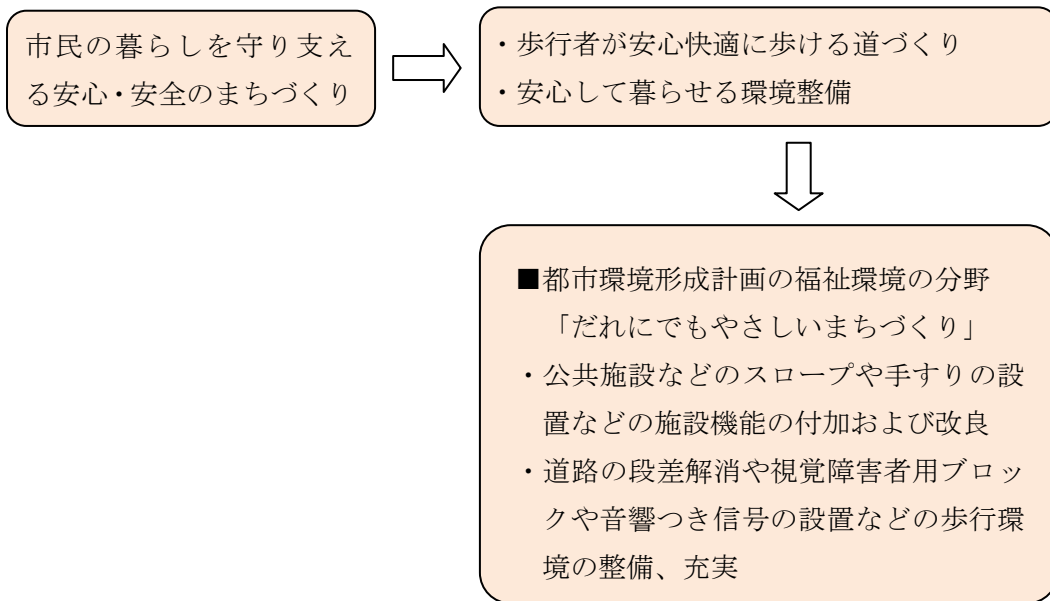 市民の暮らしを守り支え
る安心・安全のまちづくり
・歩行者が安心快適に歩ける道づくり
・安心して暮らせる環境整備
■都市環境形成計画の福祉環境の分野
「だれにでもやさしいまちづくり」
・公共施設などのスロープや手すりの設
置などの施設機能の付加および改良
・道路の段差解消や視覚障害者用ブロッ
クや音響つき信号の設置などの歩行環
境の整備、充実